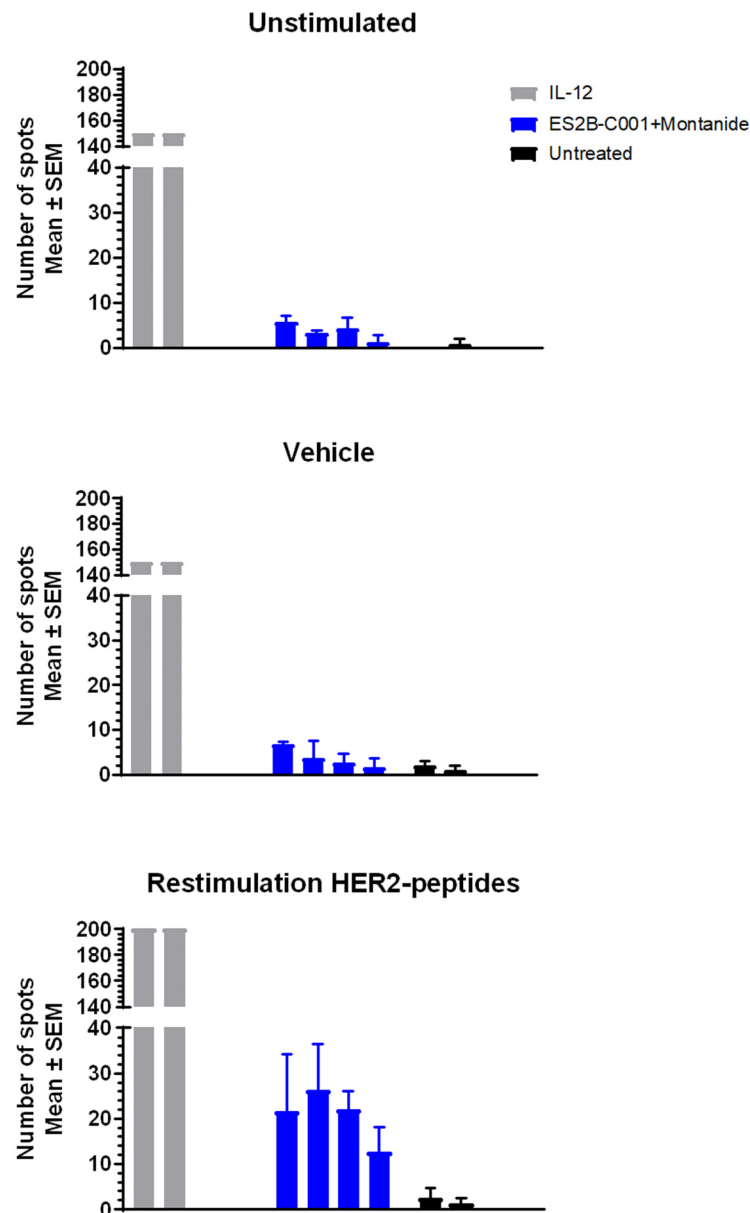 Unstimulated
Number of spots
Mean ± SEM
200
180
160
140
40
30
20
10
0
IL-12
ES2B-C001+Montanide
Untreated
Vehicle
Number of spots
Mean ± SEM
200
180
160
140
40
30
20
10
0
Restimulation HER2-peptides
Number of spots
Mean ± SEM
200
180
160
140
40
30
20
10
0